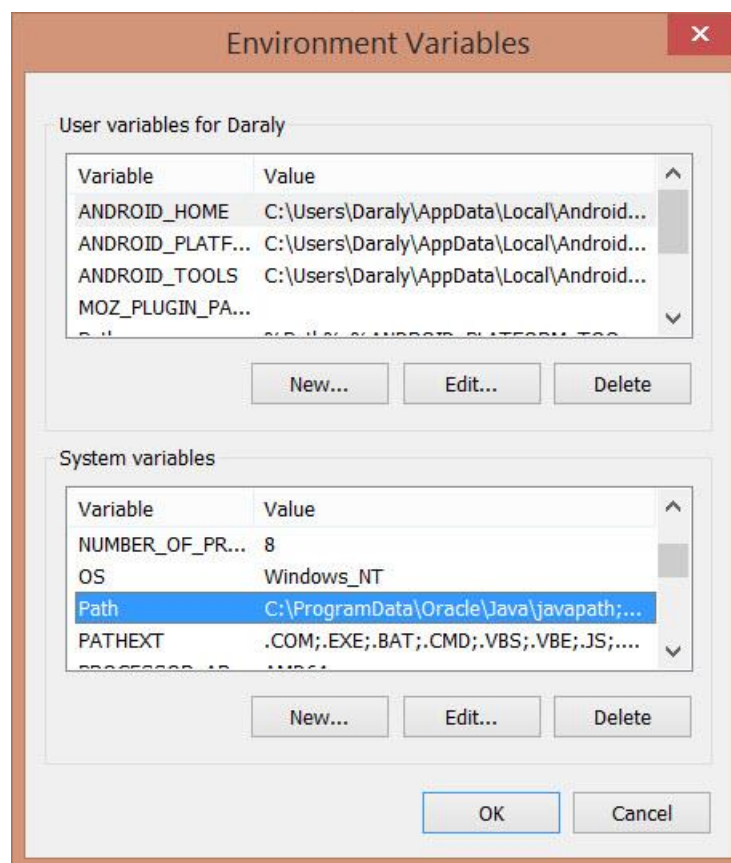 Environment Variables
User variables for Daraly
Variable Value
ANDROID_HOME C:\Users\Daraly\AppData\Local\Android...
ANDROID_PLATF... C:\Users\Daraly\AppData\Local\Android...
ANDROID_TOOLS C:\Users\Daraly\AppData\Local\Android...
MOZ_PLUGIN_PA...
New... Edit... Delete
System variables
Variable Value
NUMBER_OF_PR... 8
OS Windows_NT
Path C:\ProgramData\Oracle\Java\javapath;...
PATHEXT .COM;.EXE;.BAT;.CMD;.VBS;.VBE;.JS;....
New... Edit... Delete
OK Cancel